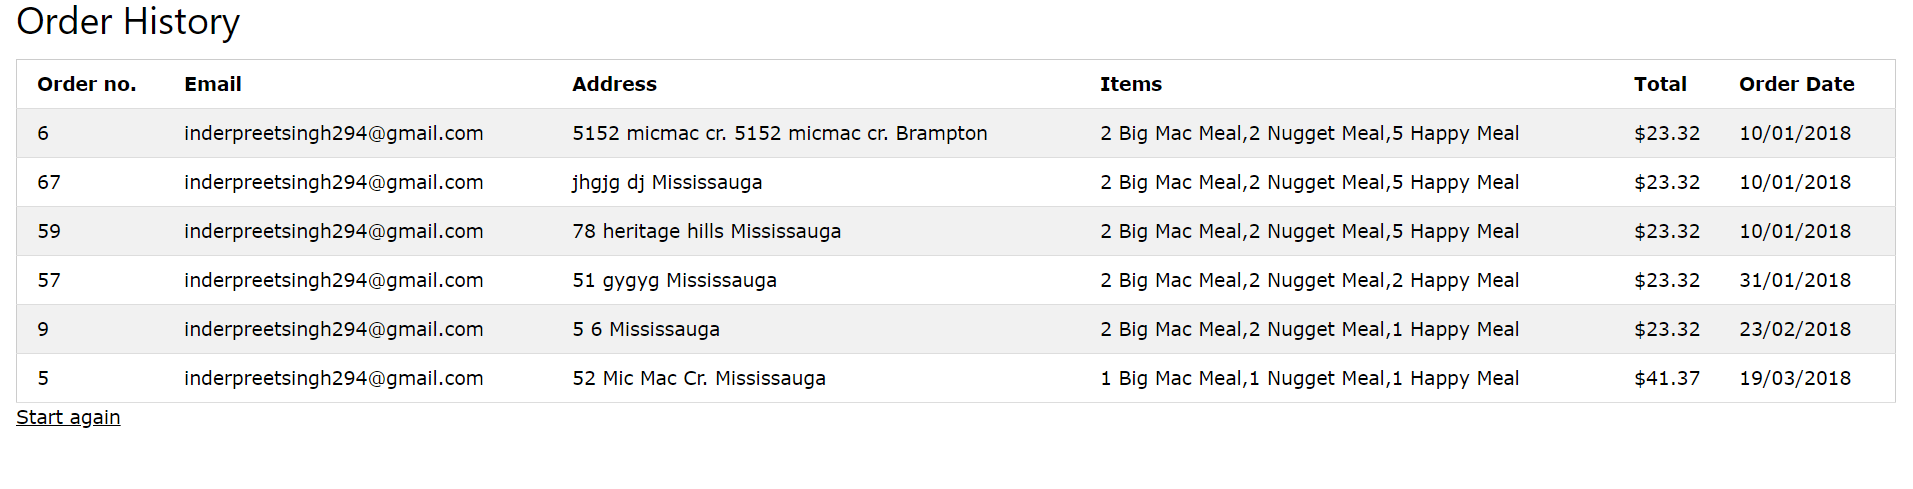 Order History
Order no. Email Address Items Total Order Date
6 inderpreetsingh294@gmail.com 5152 micmac cr. 5152 micmac cr. Brampton 2 Big Mac Meal,2 Nugget Meal,5 Happy Meal $23.32 10/01/2018
67 inderpreetsingh294@gmail.com jhgjg dj Mississauga 2 Big Mac Meal,2 Nugget Meal,5 Happy Meal $23.32 10/01/2018
59 inderpreetsingh294@gmail.com 78 heritage hills Mississauga 2 Big Mac Meal,2 Nugget Meal,5 Happy Meal $23.32 10/01/2018
57 inderpreetsingh294@gmail.com 51 gygyg Mississauga 2 Big Mac Meal,2 Nugget Meal,2 Happy Meal $23.32 31/01/2018
9 inderpreetsingh294@gmail.com 5 6 Mississauga 2 Big Mac Meal,2 Nugget Meal,1 Happy Meal $23.32 23/02/2018
5 inderpreetsingh294@gmail.com 52 Mic Mac Cr. Mississauga 1 Big Mac Meal,1 Nugget Meal,1 Happy Meal $41.37 19/03/2018
Start again